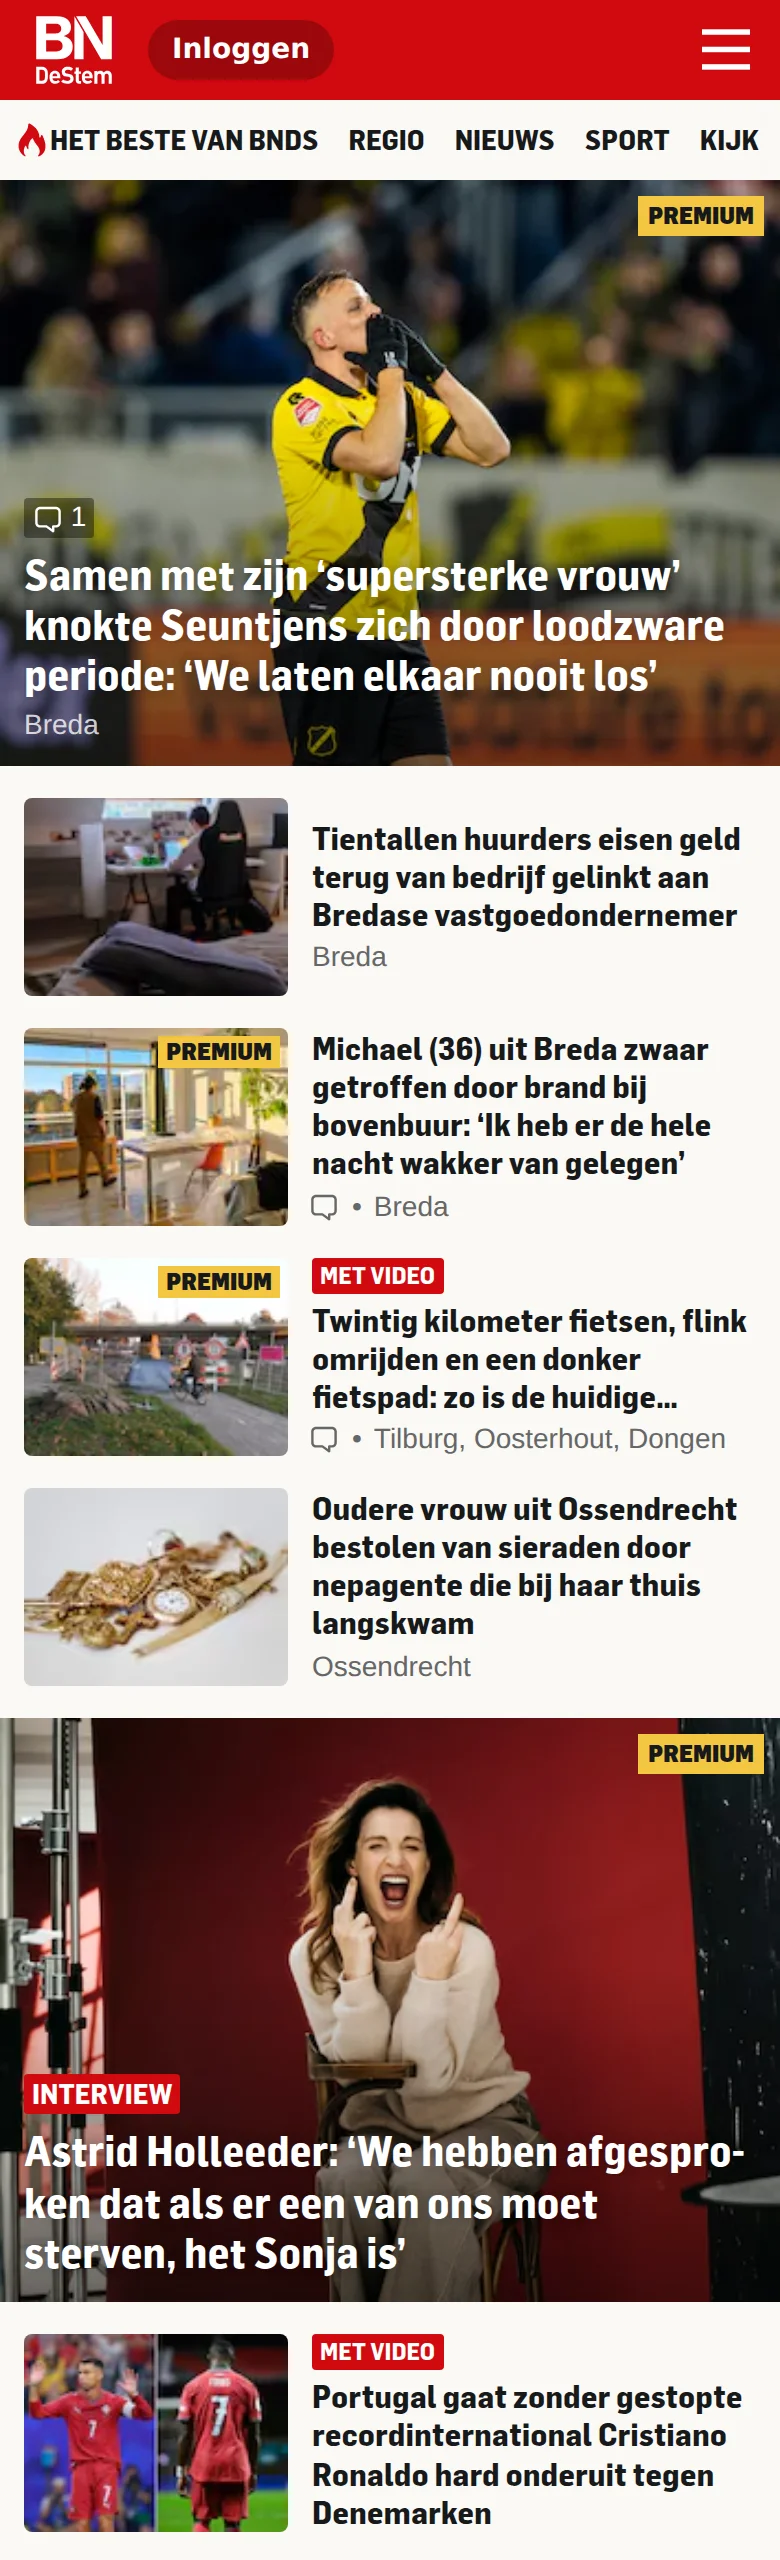 BN
DeStem
Inloggen
HET BESTE VAN BNDS REGIO NIEUWS SPORT KIJK
PREMIUM
1
Samen met zijn ‘supersterke vrouw’
knokte Seuntjens zich door loodzware
periode: ‘We laten elkaar nooit los’
Breda
Tientallen huurders eisen geld
terug van bedrijf gelinkt aan
Bredase vastgoedondernemer
Breda
PREMIUM
Michael (36) uit Breda zwaar
getroffen door brand bij
bovenbuur: ‘Ik heb er de hele
nacht wakker van gelegen’
• Breda
PREMIUM
MET VIDEO
Twintig kilometer fietsen, flink
omrijden en een donker
fietspad: zo is de huidige...
• Tilburg, Oosterhout, Dongen
Oudere vrouw uit Ossendrecht
bestolen van sieraden door
nepagente die bij haar thuis
langskwam
Ossendrecht
PREMIUM
INTERVIEW
Astrid Holleeder: ‘We hebben afgespro-
ken dat als er een van ons moet
sterven, het Sonja is’
7
7
7
MET VIDEO
Portugal gaat zonder gestopte
recordinternational Cristiano
Ronaldo hard onderuit tegen
Denemarken